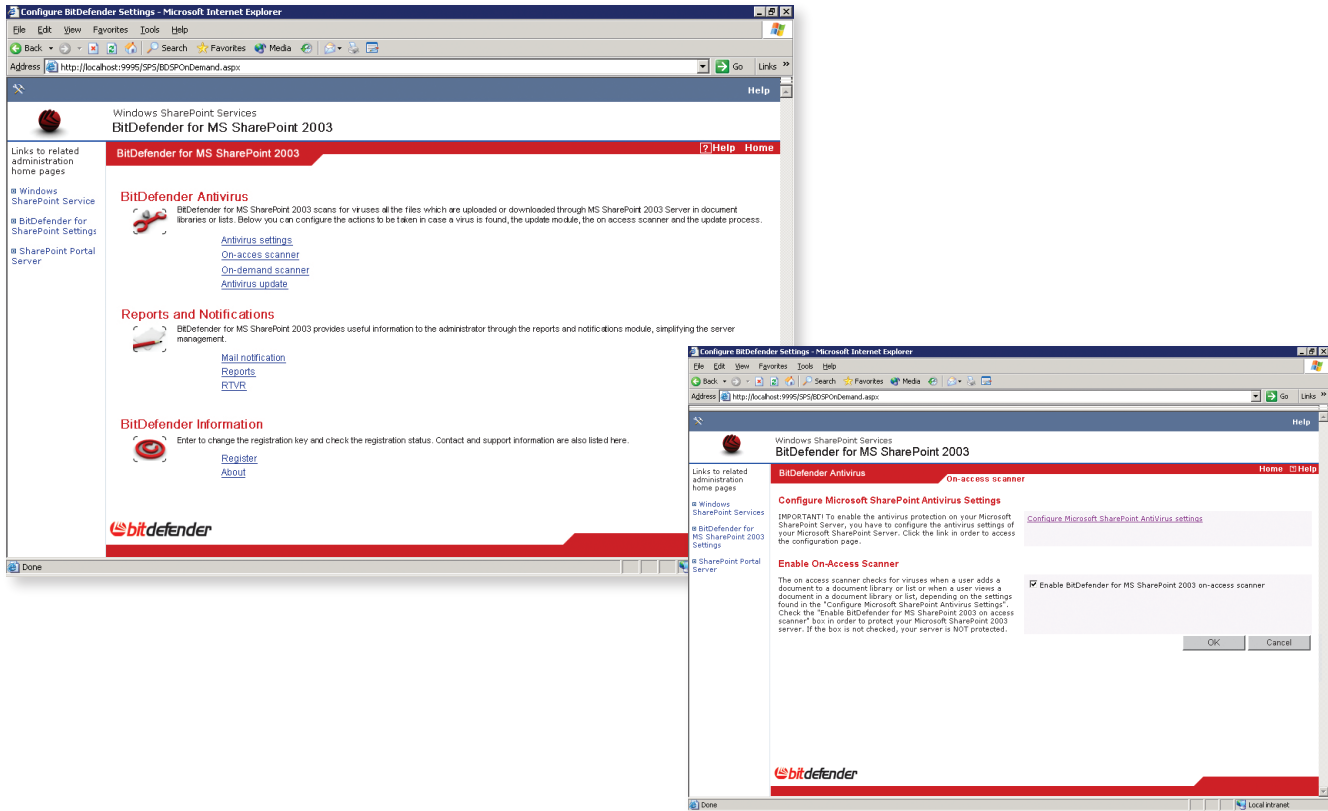 Configure BitDefender Settings - Microsoft Internet Explorer
File Edit View Favorites Tools Help
Back Search Favorites Media
Address http://localhost:9995/SPS/BDSPOnDemand.aspx Go Links »
Help
Windows SharePoint Services
BitDefender for MS SharePoint 2003
Links to related
administration
home pages
Windows
SharePoint Service
BitDefender for
SharePoint Settings
SharePoint Portal
Server
BitDefender for MS SharePoint 2003
?Help Home
BitDefender Antivirus
BitDefender for MS SharePoint 2003 scans for viruses all the files which are uploaded or downloaded through MS SharePoint 2003 Server in document
libraries or lists. Below you can configure the actions to be taken in case a virus is found, the update module, the on access scanner and the update process.
Antivirus settings
On-acces scanner
On-demand scanner
Antivirus update
Reports and Notifications
BitDefender for MS SharePoint 2003 provides useful information to the administrator through the reports and notifications module, simplifying the server
management.
Mail notification
Reports
RTVR
BitDefender Information
Enter to change the registration key and check the registration status. Contact and support information are also listed here.
Register
About
bitdefender
Done
Configure BitDefender Settings - Microsoft Internet Explorer
File Edit View Favorites Tools Help
Back Search Favorites Media
Address http://localhost:9995/SPS/BDSPOnDemand.aspx Go Links »
Help
Windows SharePoint Services
BitDefender for MS SharePoint 2003
Links to related
administration
home pages
Windows
SharePoint Services
BitDefender for
MS SharePoint 2003
Settings
SharePoint Portal
Server
BitDefender Antivirus
On-access scanner
Home ?Help
Configure Microsoft SharePoint Antivirus Settings
IMPORTANT! To enable the antivirus protection on your Microsoft
SharePoint Server, you have to configure the antivirus settings of
your Microsoft SharePoint Server. Click the link in order to access
the configuration page.
Configure Microsoft SharePoint AntiVirus settings
Enable On-Access Scanner
The on access scanner checks for viruses when a user adds a
document to a document library or list or when a user views a
document in a document library or list, depending on the settings
found in the "Configure Microsoft SharePoint Antivirus Settings".
Check the "Enable BitDefender for MS SharePoint 2003 on access
scanner" box in order to protect your Microsoft SharePoint 2003
server. If the box is not checked, your server is NOT protected.
Enable BitDefender for MS SharePoint 2003 on-access scanner
OK Cancel
bitdefender
Done
Local intranet